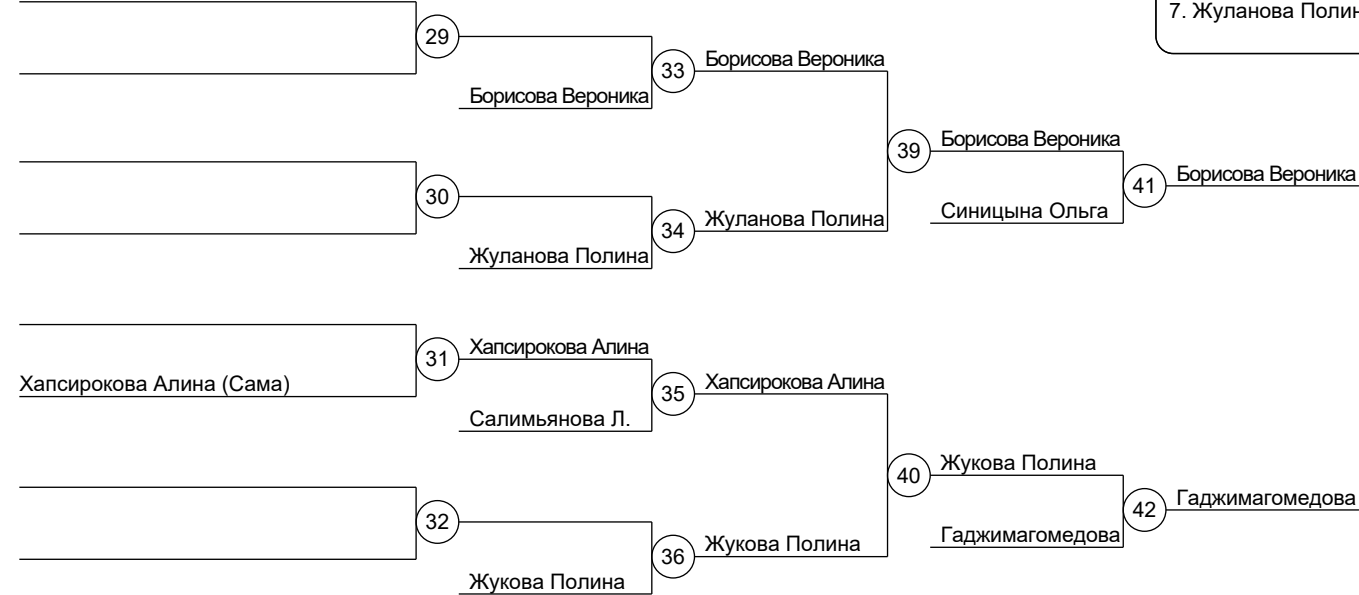 7. Жуланова Полин
29
Борисова Вероника
33
Борисова Вероника
39
Борисова Вероника
41
Борисова Вероника
Синицына Ольга
30
Жуланова Полина
34
Жуланова Полина
31
Хапсирокова Алина
Хапсирокова Алина (Сама)
35
Хапсирокова Алина
Салимьянова Л.
40
Жукова Полина
42
Гаджимагомедова
Гаджимагомедова
32
36
Жукова Полина
Жукова Полина